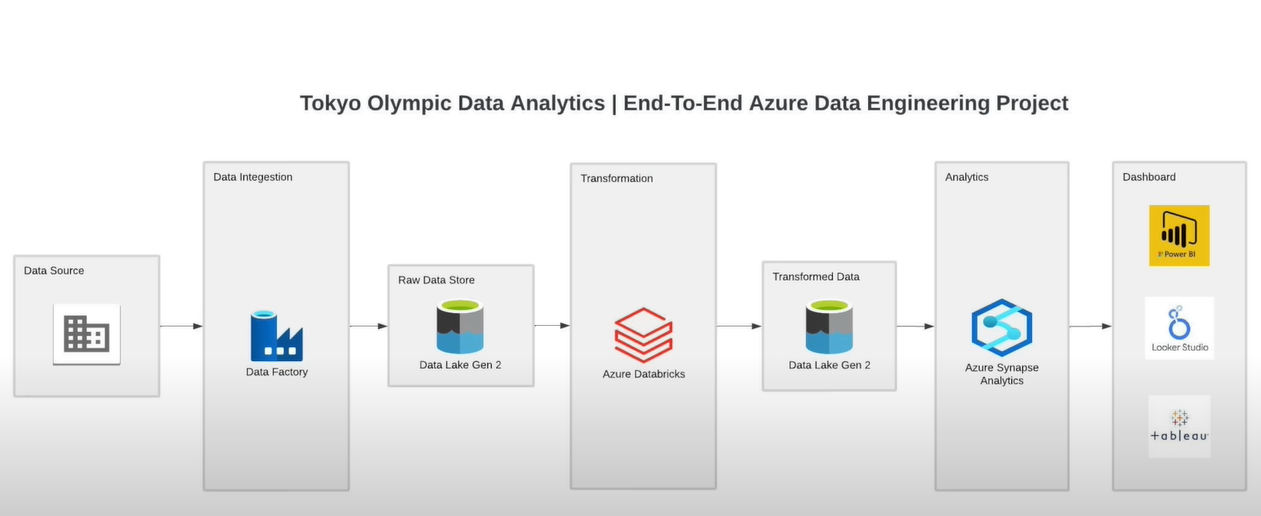 Tokyo Olympic Data Analytics | End-To-End Azure Data Engineering Project
Data Source
Data Integestion
Data Factory
Raw Data Store
Data Lake Gen 2
Transformation
Azure Databricks
Transformed Data
Data Lake Gen 2
Analytics
Azure Synapse
Analytics
Dashboard
Power BI
Looker Studio
+ableau